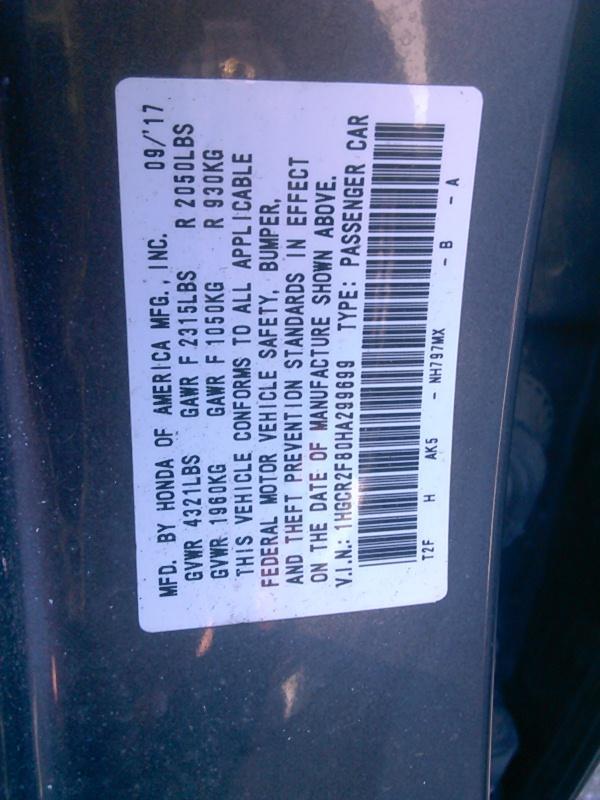 MFD. BY HONDA OF AMERICA MFG., INC. 09/'17
GVWR 4321LBS GAWR F 2315LBS R 2050LBS
GVWR 1960KG GAWR F 1050KG R 930KG
THIS VEHICLE CONFORMS TO ALL APPLICABLE
FEDERAL MOTOR VEHICLE SAFETY, BUMPER,
AND THEFT PREVENTION STANDARDS IN EFFECT
ON THE DATE OF MANUFACTURE SHOWN ABOVE.
V.I.N: 1HGCR2F80HA299699 TYPE: PASSENGER CAR
T2F H AK5 - NH797MX - B - A